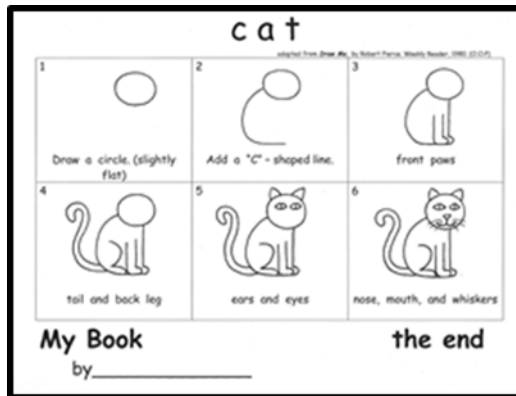 cat
adapted from Draw Me, by Robert Pierce, Weekly Reader, 1980. (O.O.P)
1
Draw a circle. (slightly
flat)
2
Add a "C" - shaped line.
3
front paws
4
tail and back leg
5
ears and eyes
6
nose, mouth, and whiskers
My Book
the end
by_______________